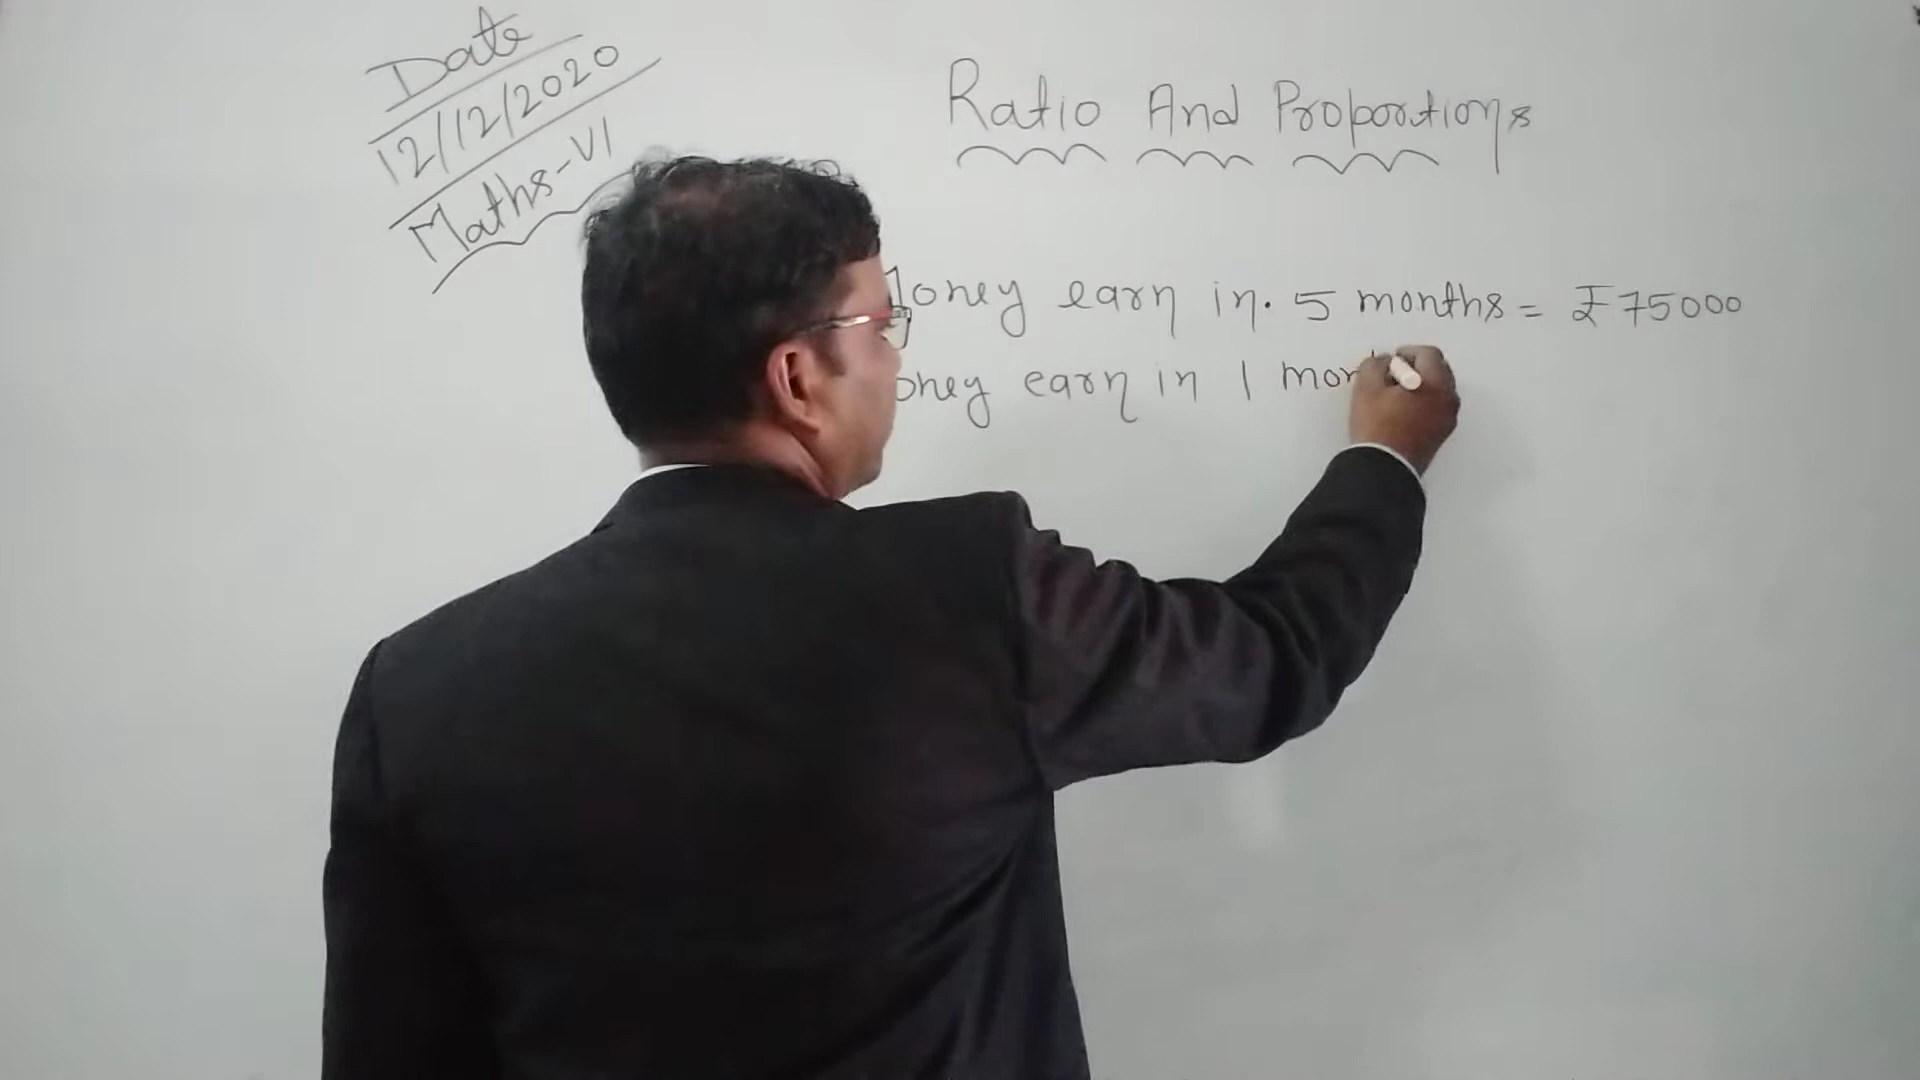 Date
12/12/2020
Maths-VI
Ratio And Proportions
Money earn in. 5 months = ₹75000
oney earn in 1 mon